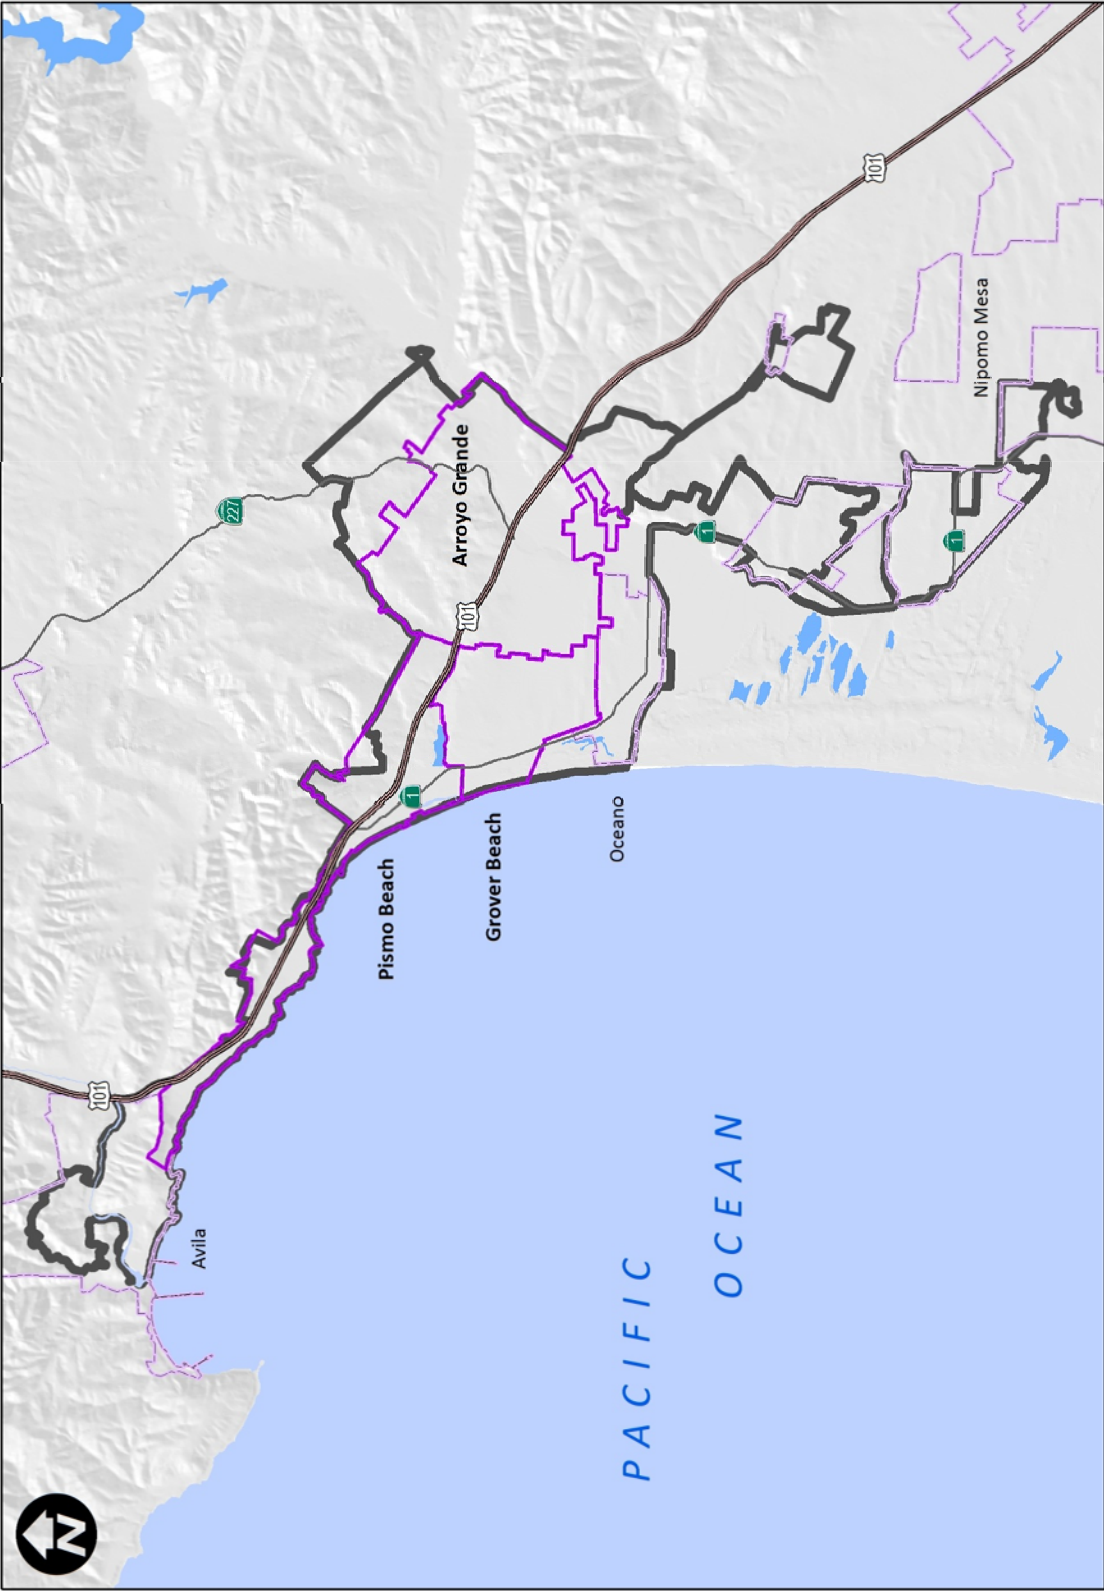 N
101
Avila
227
Arroyo Grande
101
1
Pismo Beach
Grover Beach
Oceano
101
1
Nipomo Mesa
1
PACIFIC
OCEAN